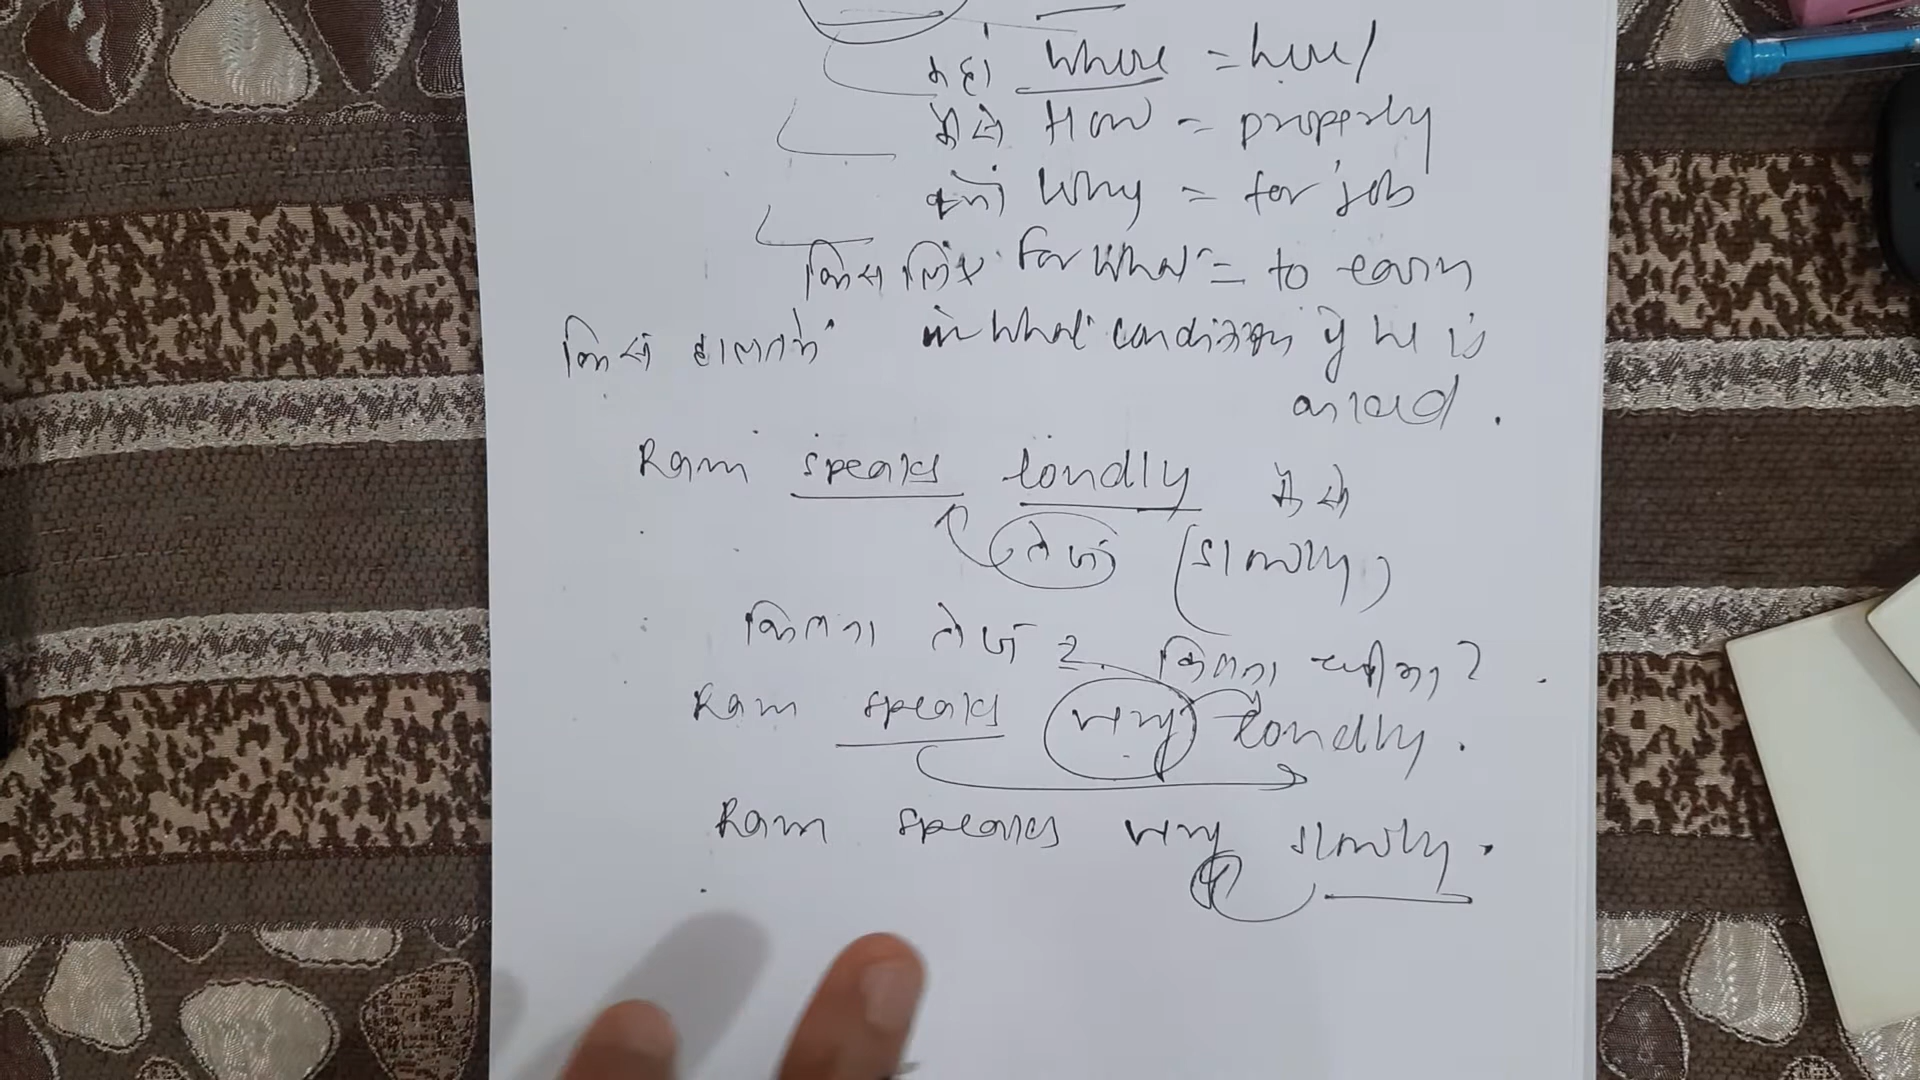 कहाँ Where = here/
कैसे How = properly
क्यों Why = for job
किस लिए For What = to earn
किस हालत में in what condition if he is
Ram speaks loudly कैसे
तेज (slowly)
कितना तेज ? कितना धीमा ?
Ram speaks very loudly.
Ram speaks very slowly.